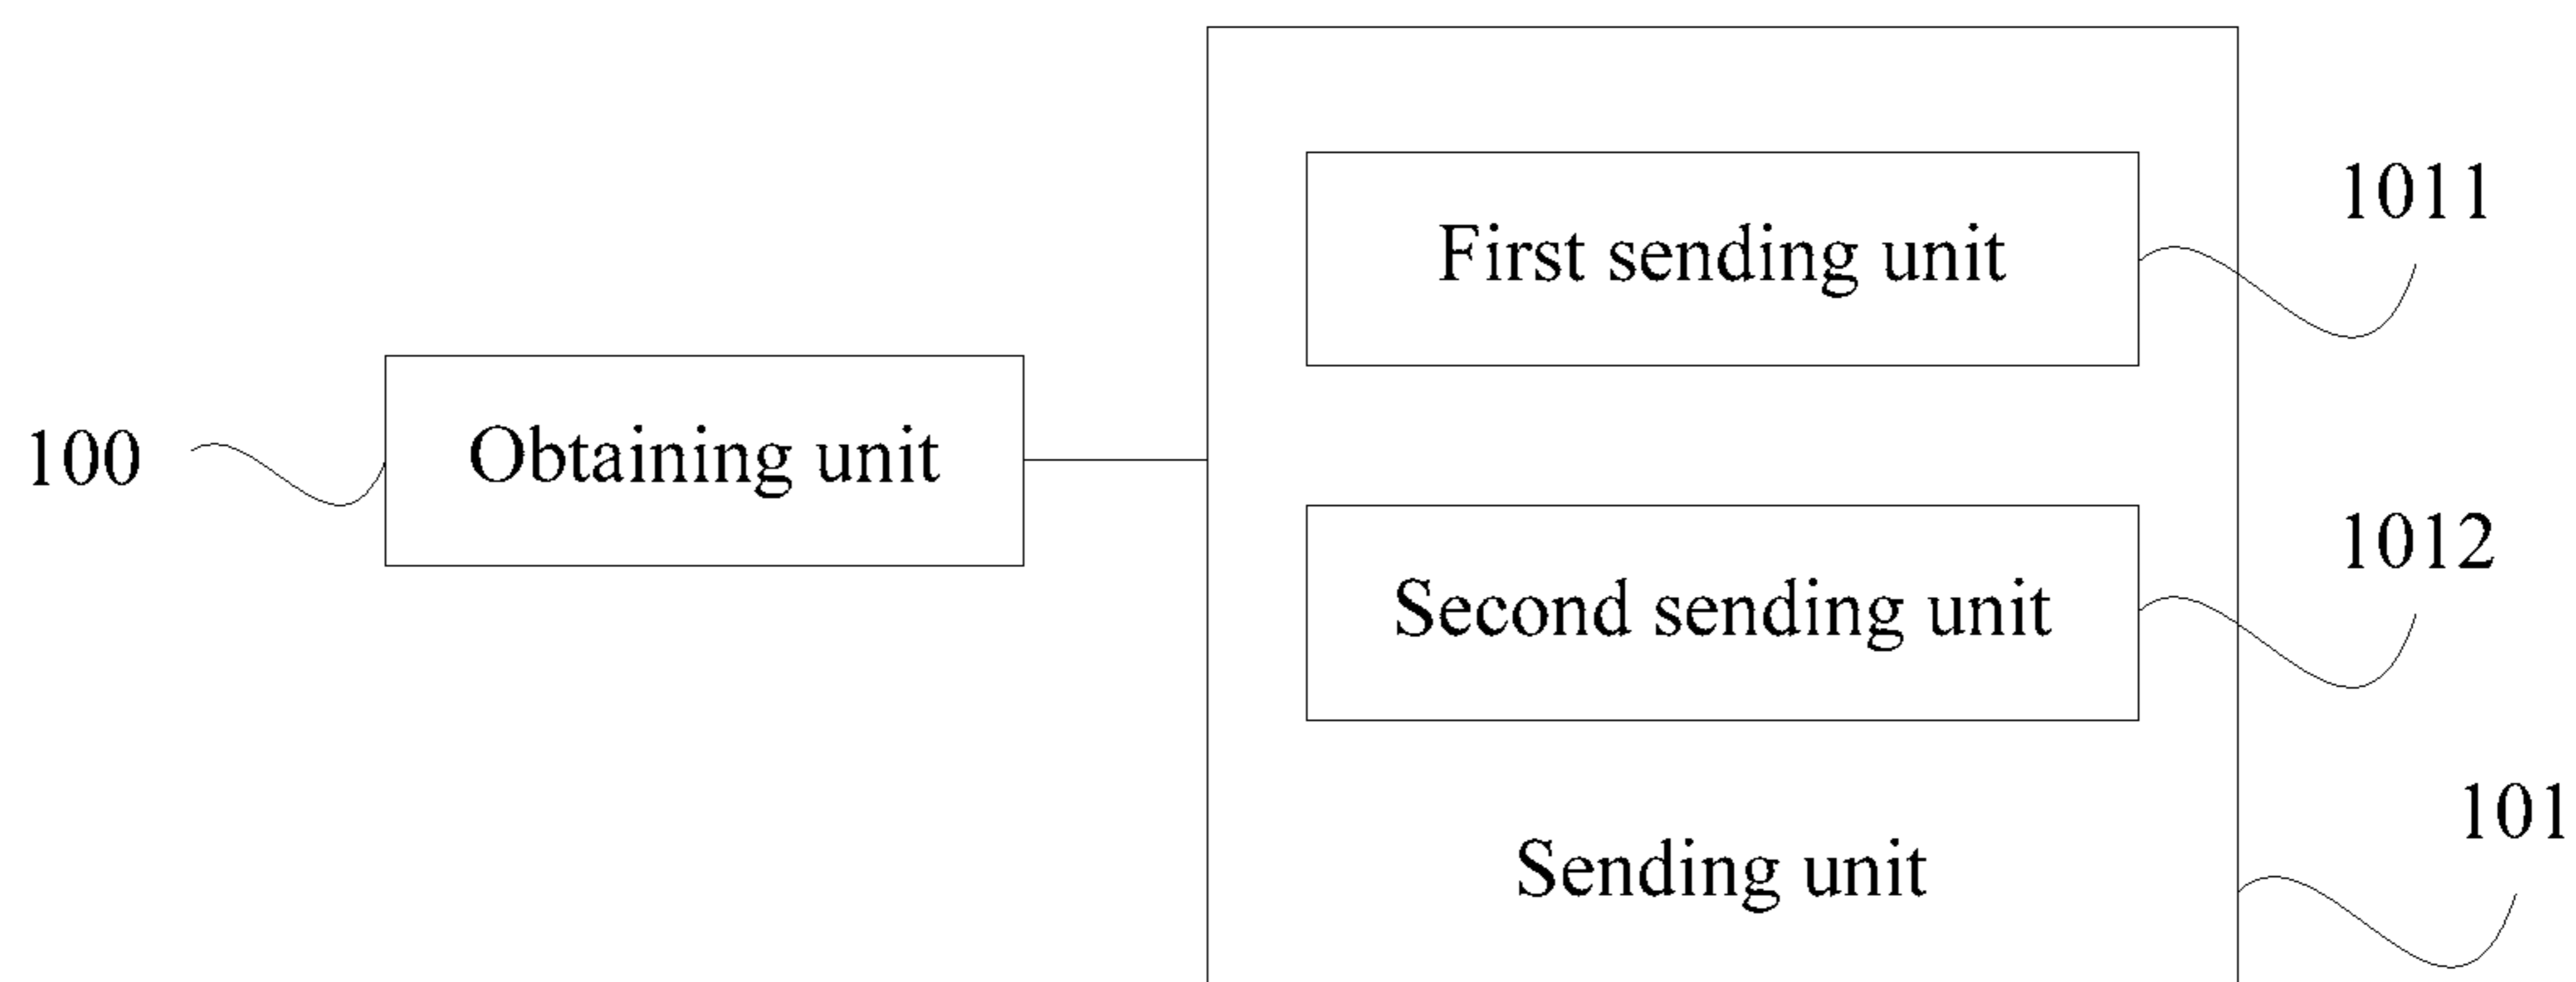 1011
First sending unit
100
Obtaining unit
1012
Second sending unit
101
Sending unit